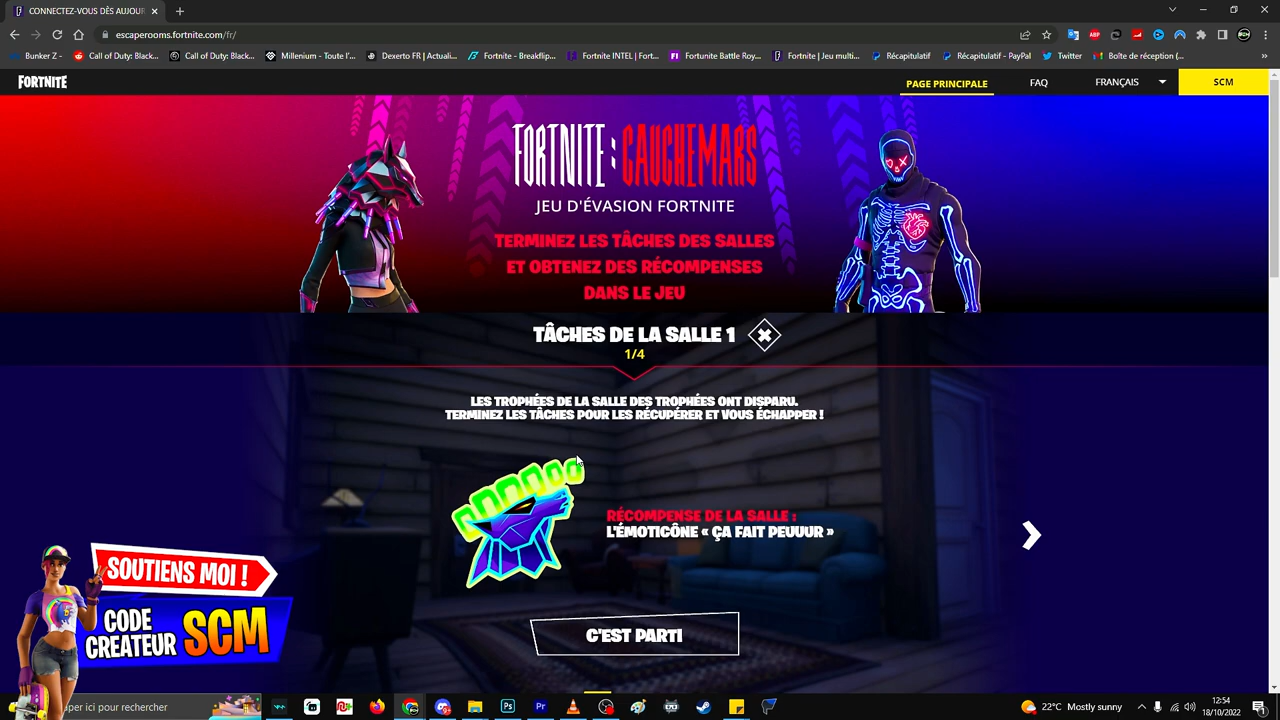 CONNECTEZ-VOUS DÈS AUJOUR
escaperooms.fortnite.com/fr/
Bunker Z - Call of Duty: Black... Call of Duty: Black... Millenium - Toute l'... Dexerto FR | Actuali... Fortnite - Breakflip... Fortnite INTEL | Fort... Fortunite Battle Roy... Fortnite | Jeu multi... Récapitulatif Récapitulatif - PayPal Twitter Boîte de réception (...
FORTNITE PAGE PRINCIPALE FAQ FRANÇAIS SCM
FORTNITE : CAUCHEMARS
JEU D'ÉVASION FORTNITE
TERMINEZ LES TÂCHES DES SALLES
ET OBTENEZ DES RÉCOMPENSES
DANS LE JEU
TÂCHES DE LA SALLE 1
1/4
LES TROPHÉES DE LA SALLE DES TROPHÉES ONT DISPARU.
TERMINEZ LES TÂCHES POUR LES RÉCUPÉRER ET VOUS ÉCHAPPER !
RÉCOMPENSE DE LA SALLE :
L'ÉMOTICÔNE « ÇA FAIT PEUUUR »
C'EST PARTI
SOUTIENS MOI !
CODE
CREATEUR SCM
per ici pour rechercher
22°C Mostly sunny
12:54
18/10/2022